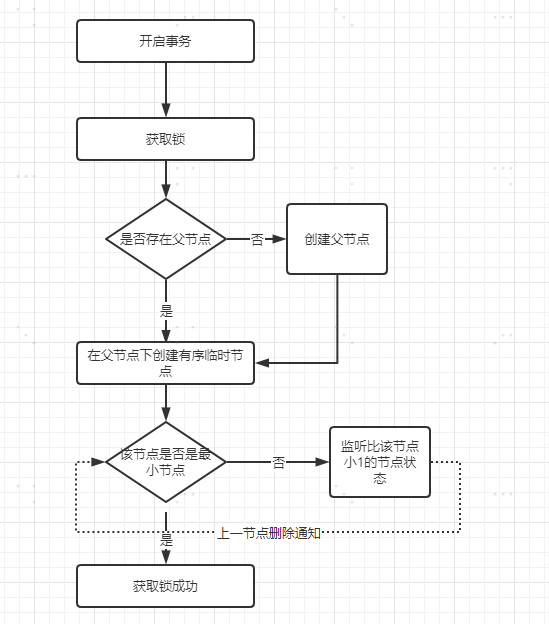 开启事务
获取锁
是否存在父节点
否
创建父节点
是
在父节点下创建有序临时节
点
该节点是否是最
小节点
否
监听比该节点
小1的节点状
态
上一节点删除通知
是
获取锁成功